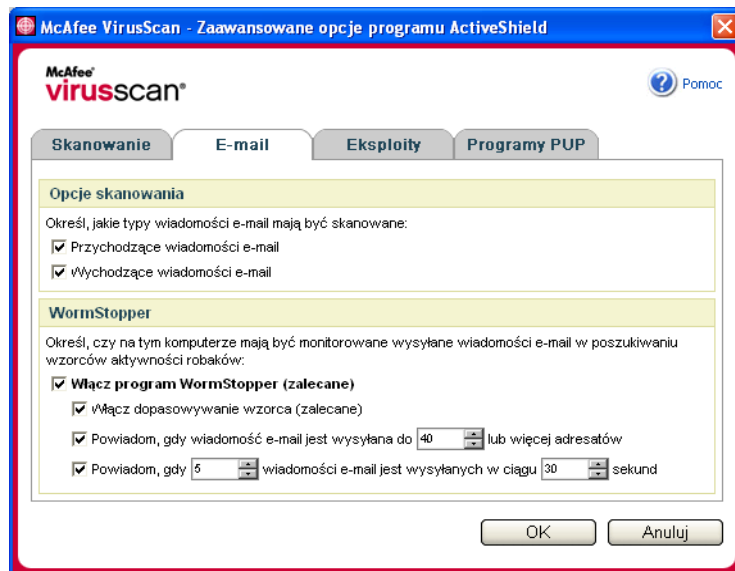 McAfee VirusScan - Zaawansowane opcje programu ActiveShield
McAfee®
virusscan®
? Pomoc
Skanowanie
E-mail
Eksploity
Programy PUP
Opcje skanowania
Określ, jakie typy wiadomości e-mail mają być skanowane:
Przychodzące wiadomości e-mail
Wychodzące wiadomości e-mail
WormStopper
Określ, czy na tym komputerze mają być monitorowane wysyłane wiadomości e-mail w poszukiwaniu
wzorców aktywności robaków:
Włącz program WormStopper (zalecane)
Włącz dopasowywanie wzorca (zalecane)
Powiadom, gdy wiadomość e-mail jest wysyłana do 40 lub więcej adresatów
Powiadom, gdy 5 wiadomości e-mail jest wysyłanych w ciągu 30 sekund
OK
Anuluj